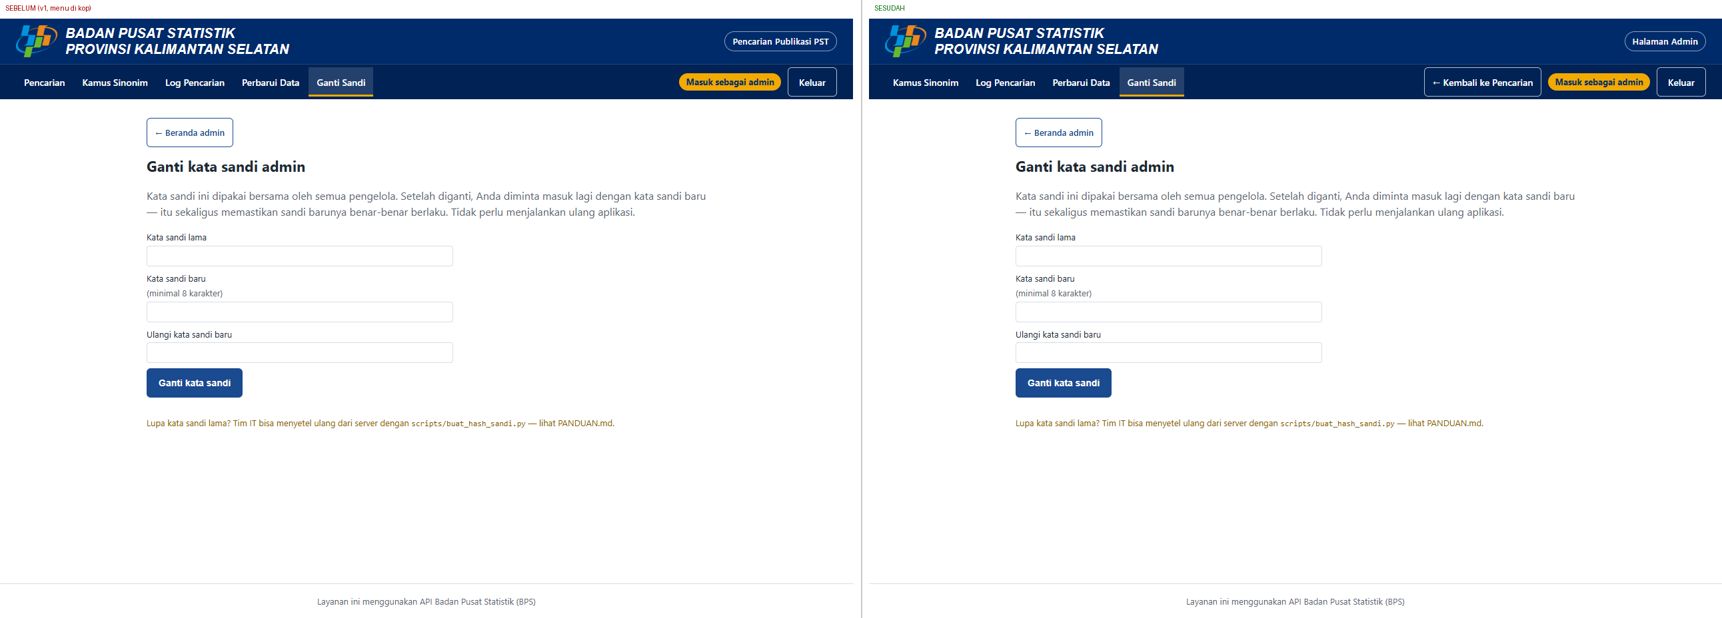 SEBELUM (v1, menu di kop)
BADAN PUSAT STATISTIK
PROVINSI KALIMANTAN SELATAN
Pencarian Publikasi PST
Pencarian Kamus Sinonim Log Pencarian Perbarui Data Ganti Sandi Masuk sebagai admin Keluar
← Beranda admin
Ganti kata sandi admin
Kata sandi ini dipakai bersama oleh semua pengelola. Setelah diganti, Anda diminta masuk lagi dengan kata sandi baru
— itu sekaligus memastikan sandi barunya benar-benar berlaku. Tidak perlu menjalankan ulang aplikasi.
Kata sandi lama
Kata sandi baru
(minimal 8 karakter)
Ulangi kata sandi baru
Ganti kata sandi
Lupa kata sandi lama? Tim IT bisa menyetel ulang dari server dengan scripts/buat_hash_sandi.py — lihat PANDUAN.md.
Layanan ini menggunakan API Badan Pusat Statistik (BPS)
SESUDAH
BADAN PUSAT STATISTIK
PROVINSI KALIMANTAN SELATAN
Halaman Admin
Kamus Sinonim Log Pencarian Perbarui Data Ganti Sandi ← Kembali ke Pencarian Masuk sebagai admin Keluar
← Beranda admin
Ganti kata sandi admin
Kata sandi ini dipakai bersama oleh semua pengelola. Setelah diganti, Anda diminta masuk lagi dengan kata sandi baru
— itu sekaligus memastikan sandi barunya benar-benar berlaku. Tidak perlu menjalankan ulang aplikasi.
Kata sandi lama
Kata sandi baru
(minimal 8 karakter)
Ulangi kata sandi baru
Ganti kata sandi
Lupa kata sandi lama? Tim IT bisa menyetel ulang dari server dengan scripts/buat_hash_sandi.py — lihat PANDUAN.md.
Layanan ini menggunakan API Badan Pusat Statistik (BPS)